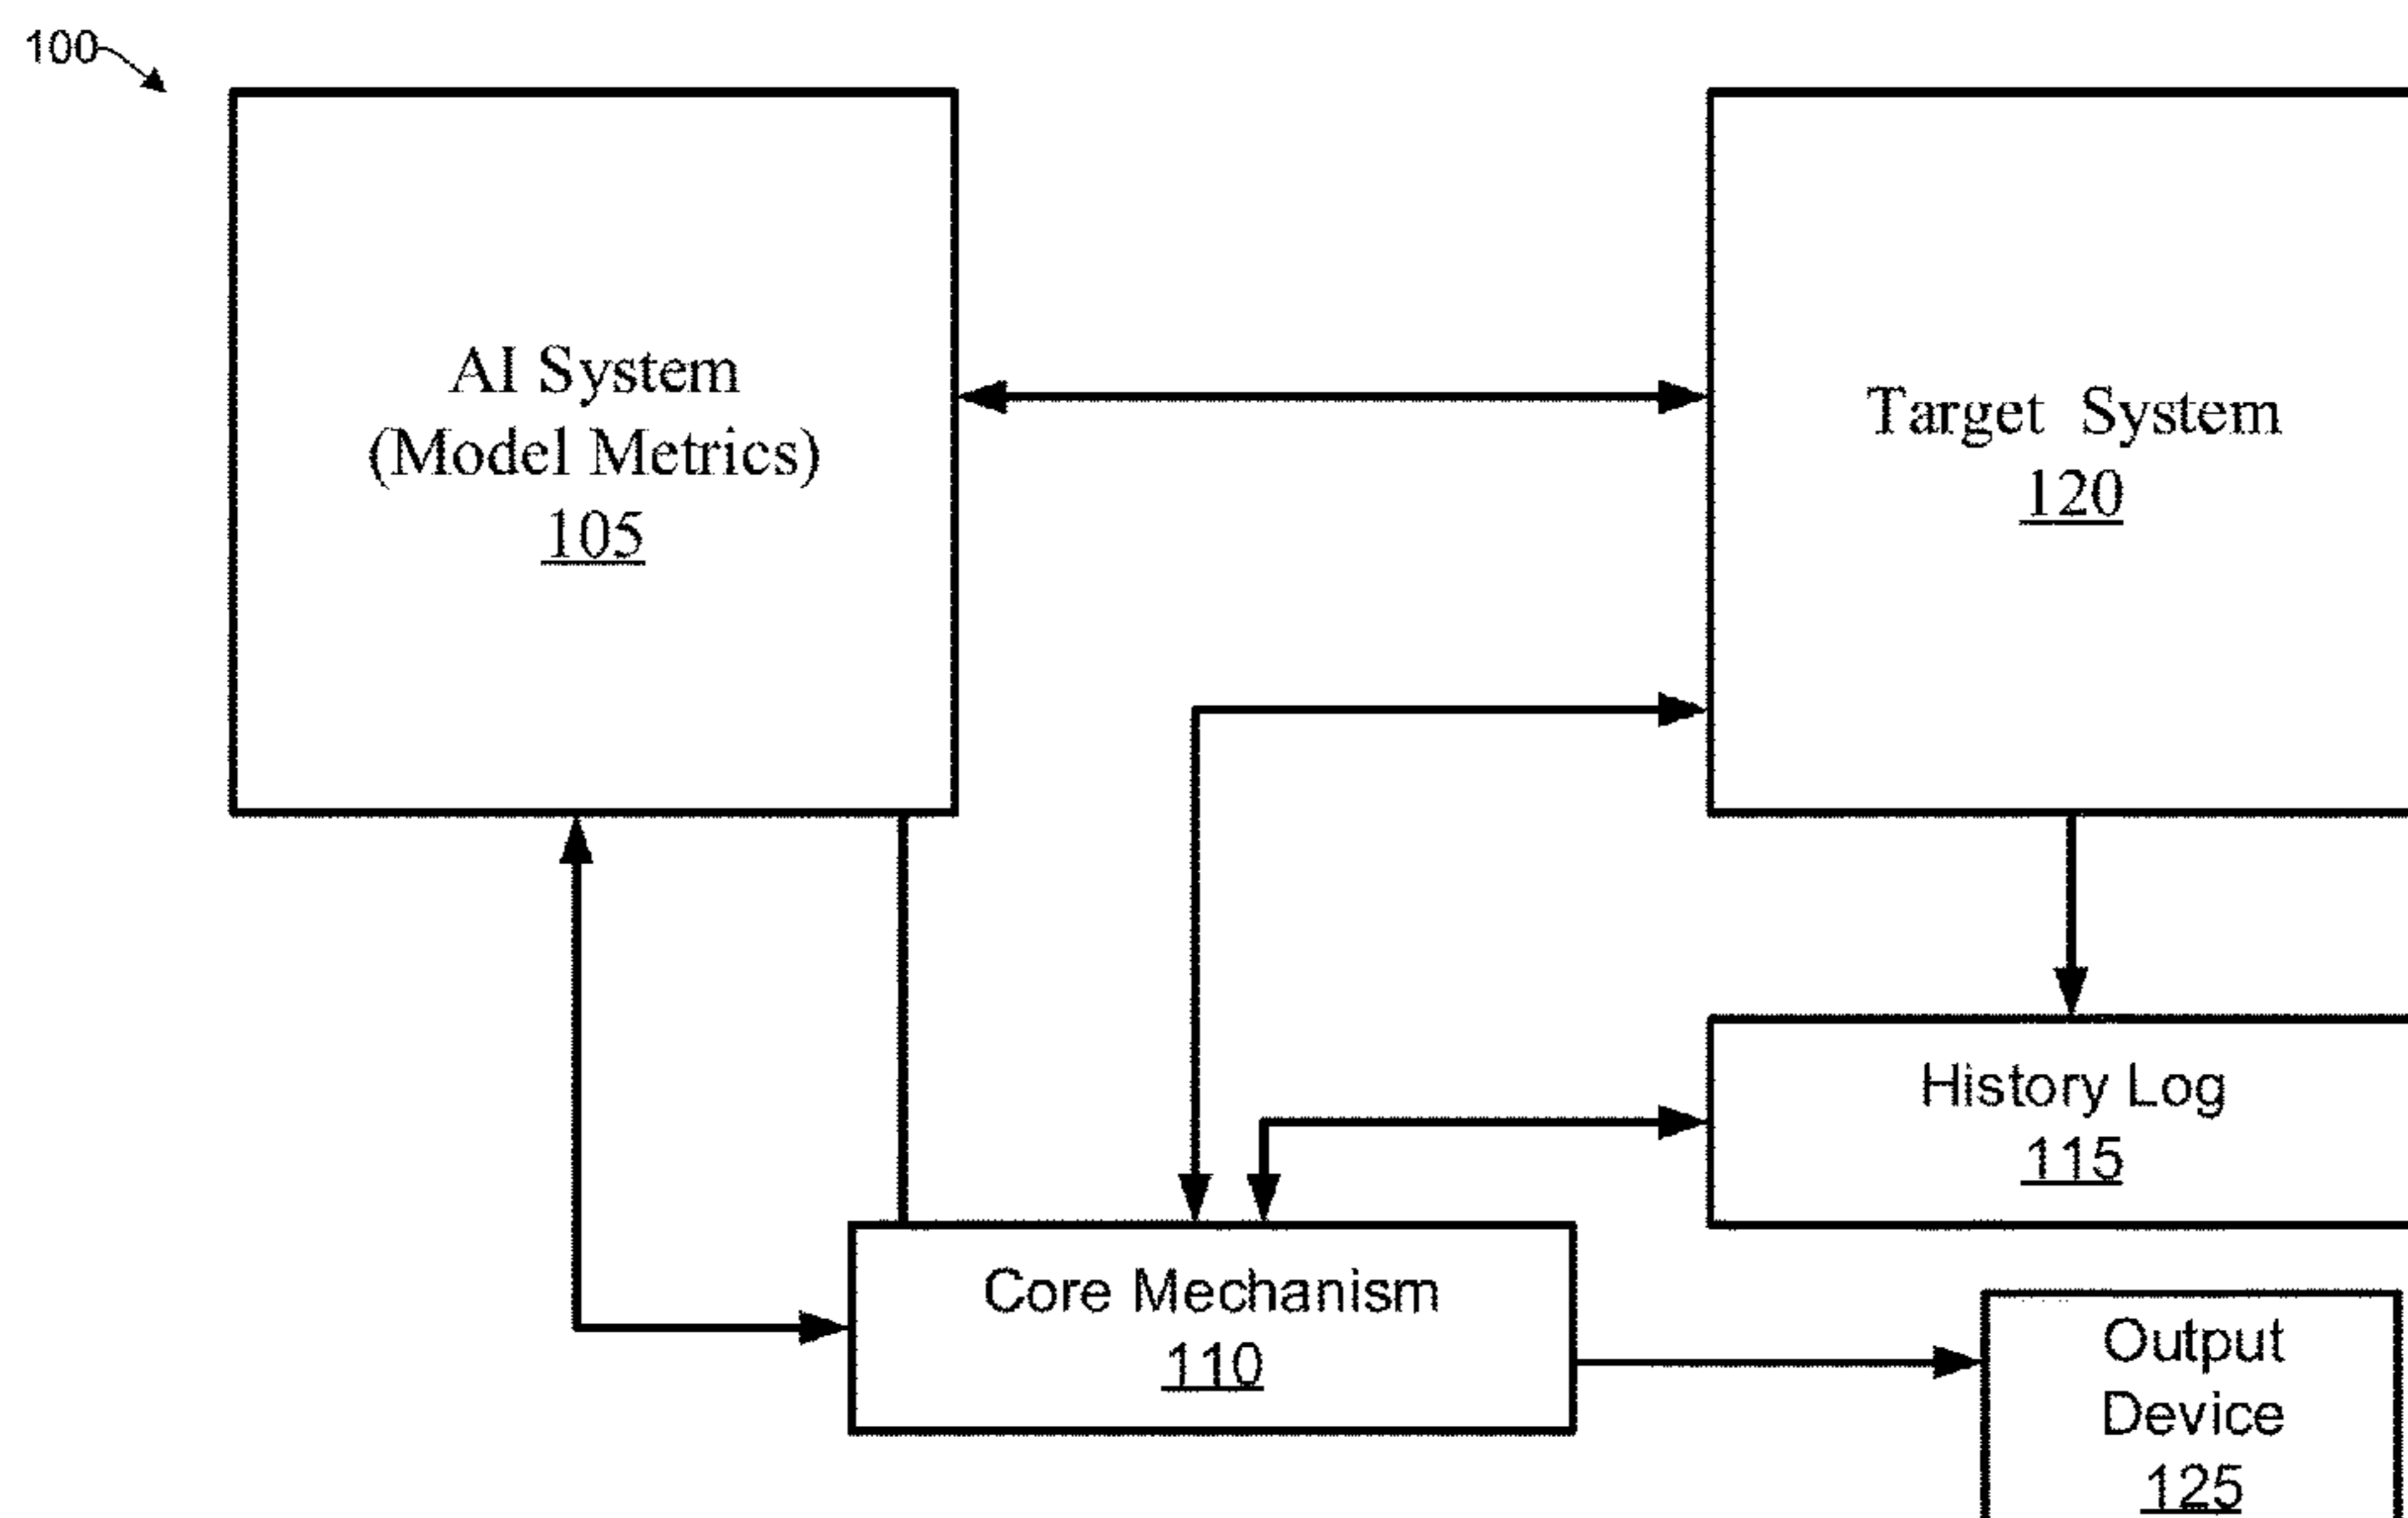 100
AI System
(Model Metrics)
105
Target System
120
History Log
115
Core Mechanism
110
Output
Device
125